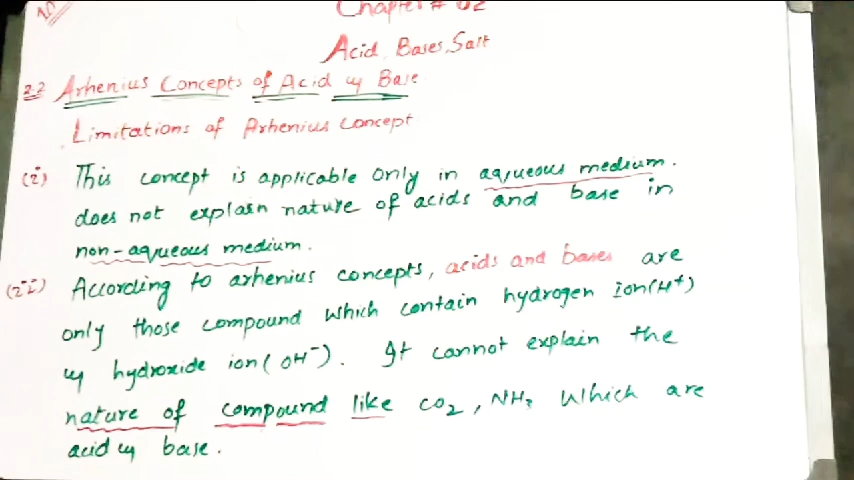 Chapter # 02
Acid, Bases, Salt
2.2 Arhenius Concepts of Acid & Base
Limitations of Arhenius concept
(i) This concept is applicable only in aqueous medium.
does not explain nature of acids and base in
non-aqueous medium.
(ii) According to arhenius concepts, acids and bases are
only those compound which contain hydrogen Ion(H+)
& hydroxide ion(OH-). It cannot explain the
nature of compound like CO2, NH3 which are
acid & base.